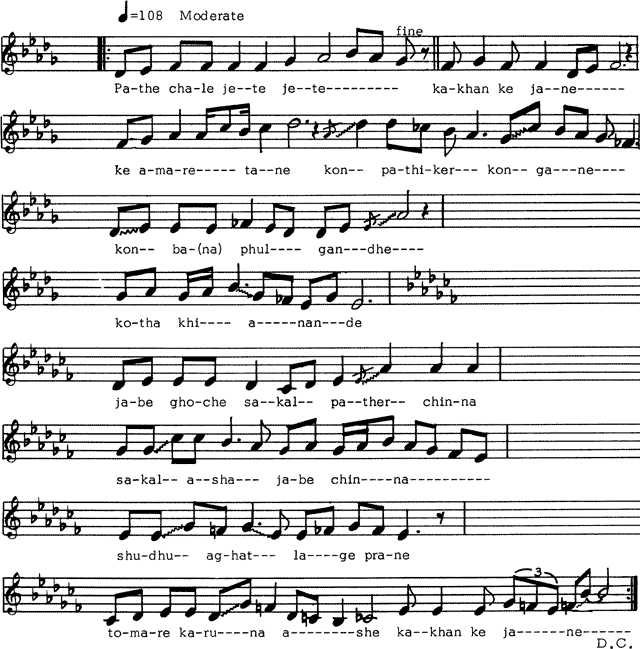 =108 Moderate
fine
Pa-the cha-le je--te je-te--------- ka-khan ke ja-ne------
ke a-ma-re-----ta--ne kon-- pa-thi-ker--- kon- ga-ne----
kon-- ba-(na) phul---- gan-dhe----
ko-tha khi---- a-----nan---de
ja-be gho-che sa--kal-- pa--ther-- chin-na
sa-kal-- a-sha--- ja-be chin----na-----------
shu-dhu-- ag-hat--- la----ge pra-ne
3
to-ma-re ka-ru----na a-------she ka--khan ke ja------ne------
D.C.